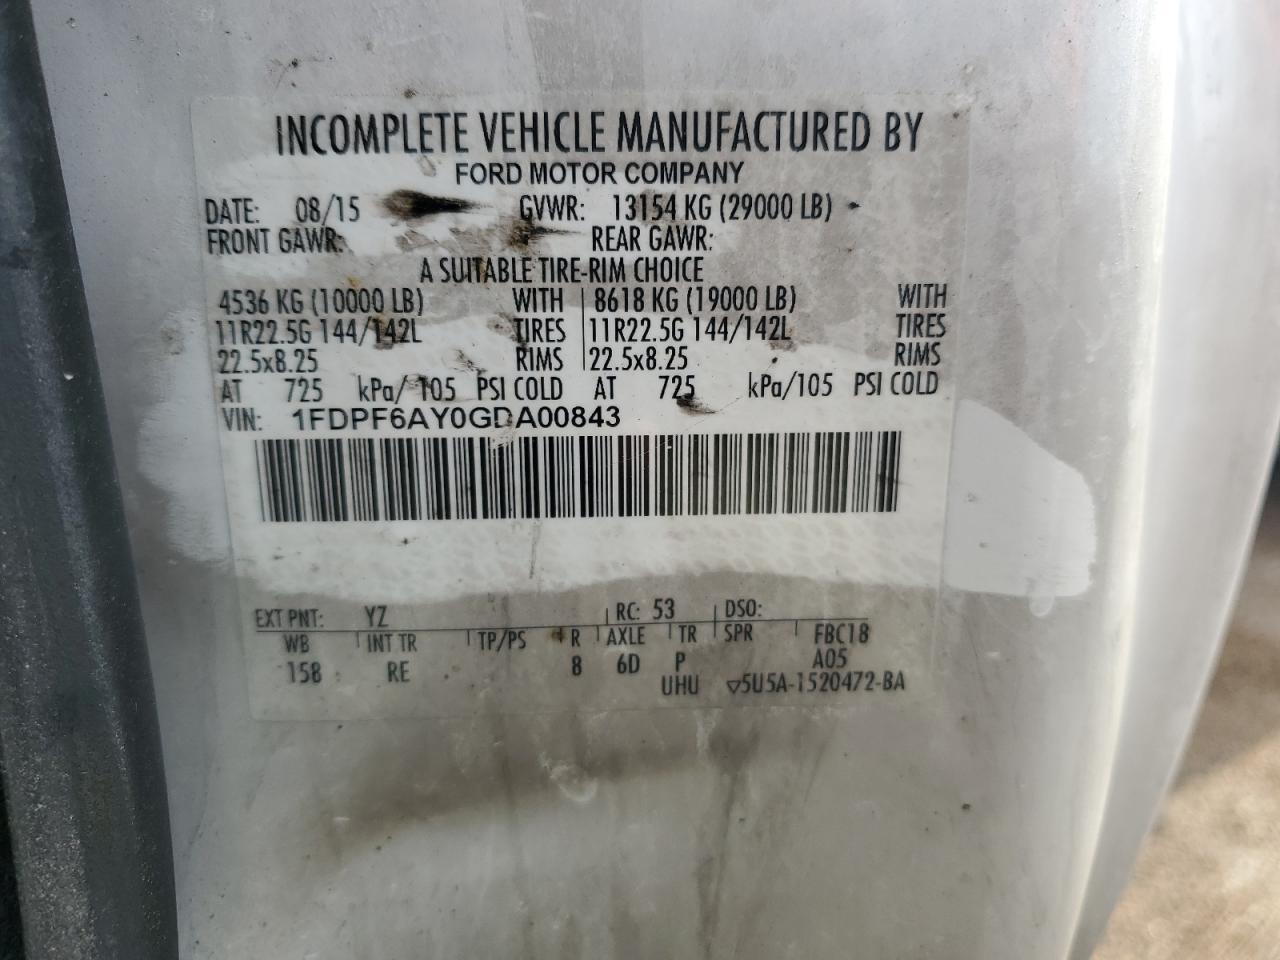 INCOMPLETE VEHICLE MANUFACTURED BY
FORD MOTOR COMPANY
DATE: 08/15 GVWR: 13154 KG (29000 LB)
FRONT GAWR: REAR GAWR:
A SUITABLE TIRE-RIM CHOICE
4536 KG (10000 LB) WITH 8618 KG (19000 LB) WITH
11R22.5G 144/142L TIRES 11R22.5G 144/142L TIRES
22.5x8.25 RIMS 22.5x8.25 RIMS
AT 725 kPa/ 105 PSI COLD AT 725 kPa/105 PSI COLD
VIN: 1FDPF6AY0GDA00843
EXT PNT: YZ RC: 53 DSO:
WB INT TR TP/PS R AXLE TR SPR FBC18
158 RE 8 6D P A05
UHU ▽5U5A-1520472-BA